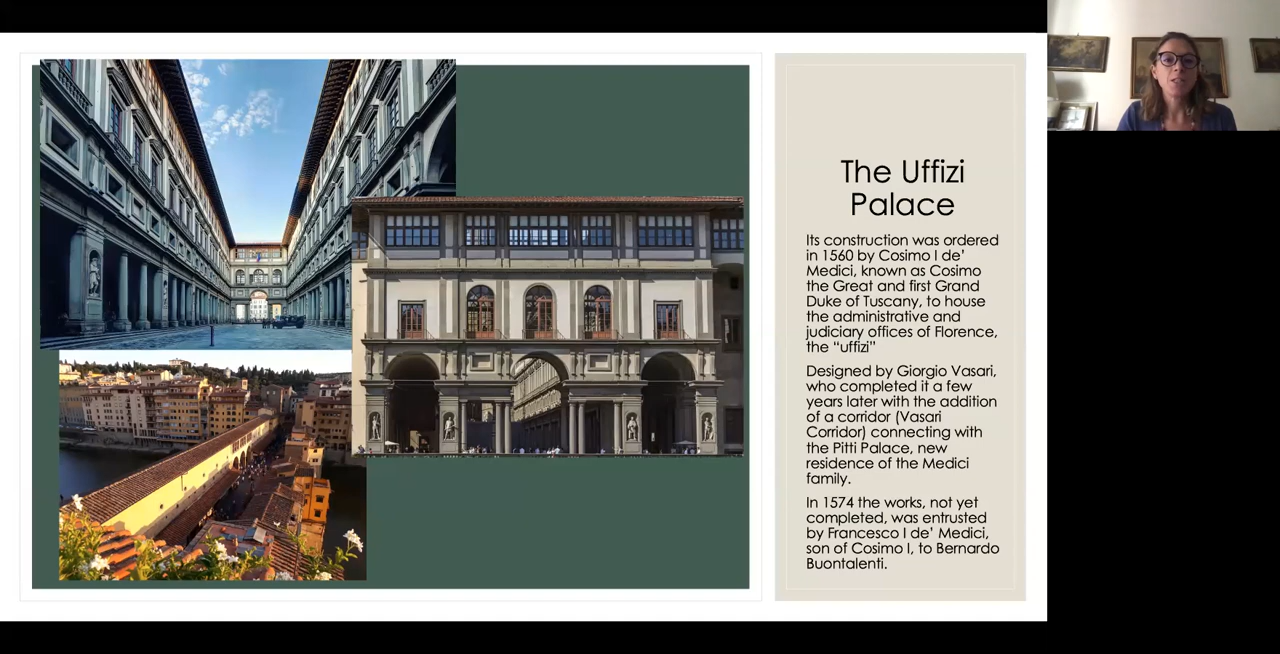 The Uffizi
Palace
Its construction was ordered
in 1560 by Cosimo I de’
Medici, known as Cosimo
the Great and first Grand
Duke of Tuscany, to house
the administrative and
judiciary offices of Florence,
the “uffizi”
Designed by Giorgio Vasari,
who completed it a few
years later with the addition
of a corridor (Vasari
Corridor) connecting with
the Pitti Palace, new
residence of the Medici
family.
In 1574 the works, not yet
completed, was entrusted
by Francesco I de’ Medici,
son of Cosimo I, to Bernardo
Buontalenti.